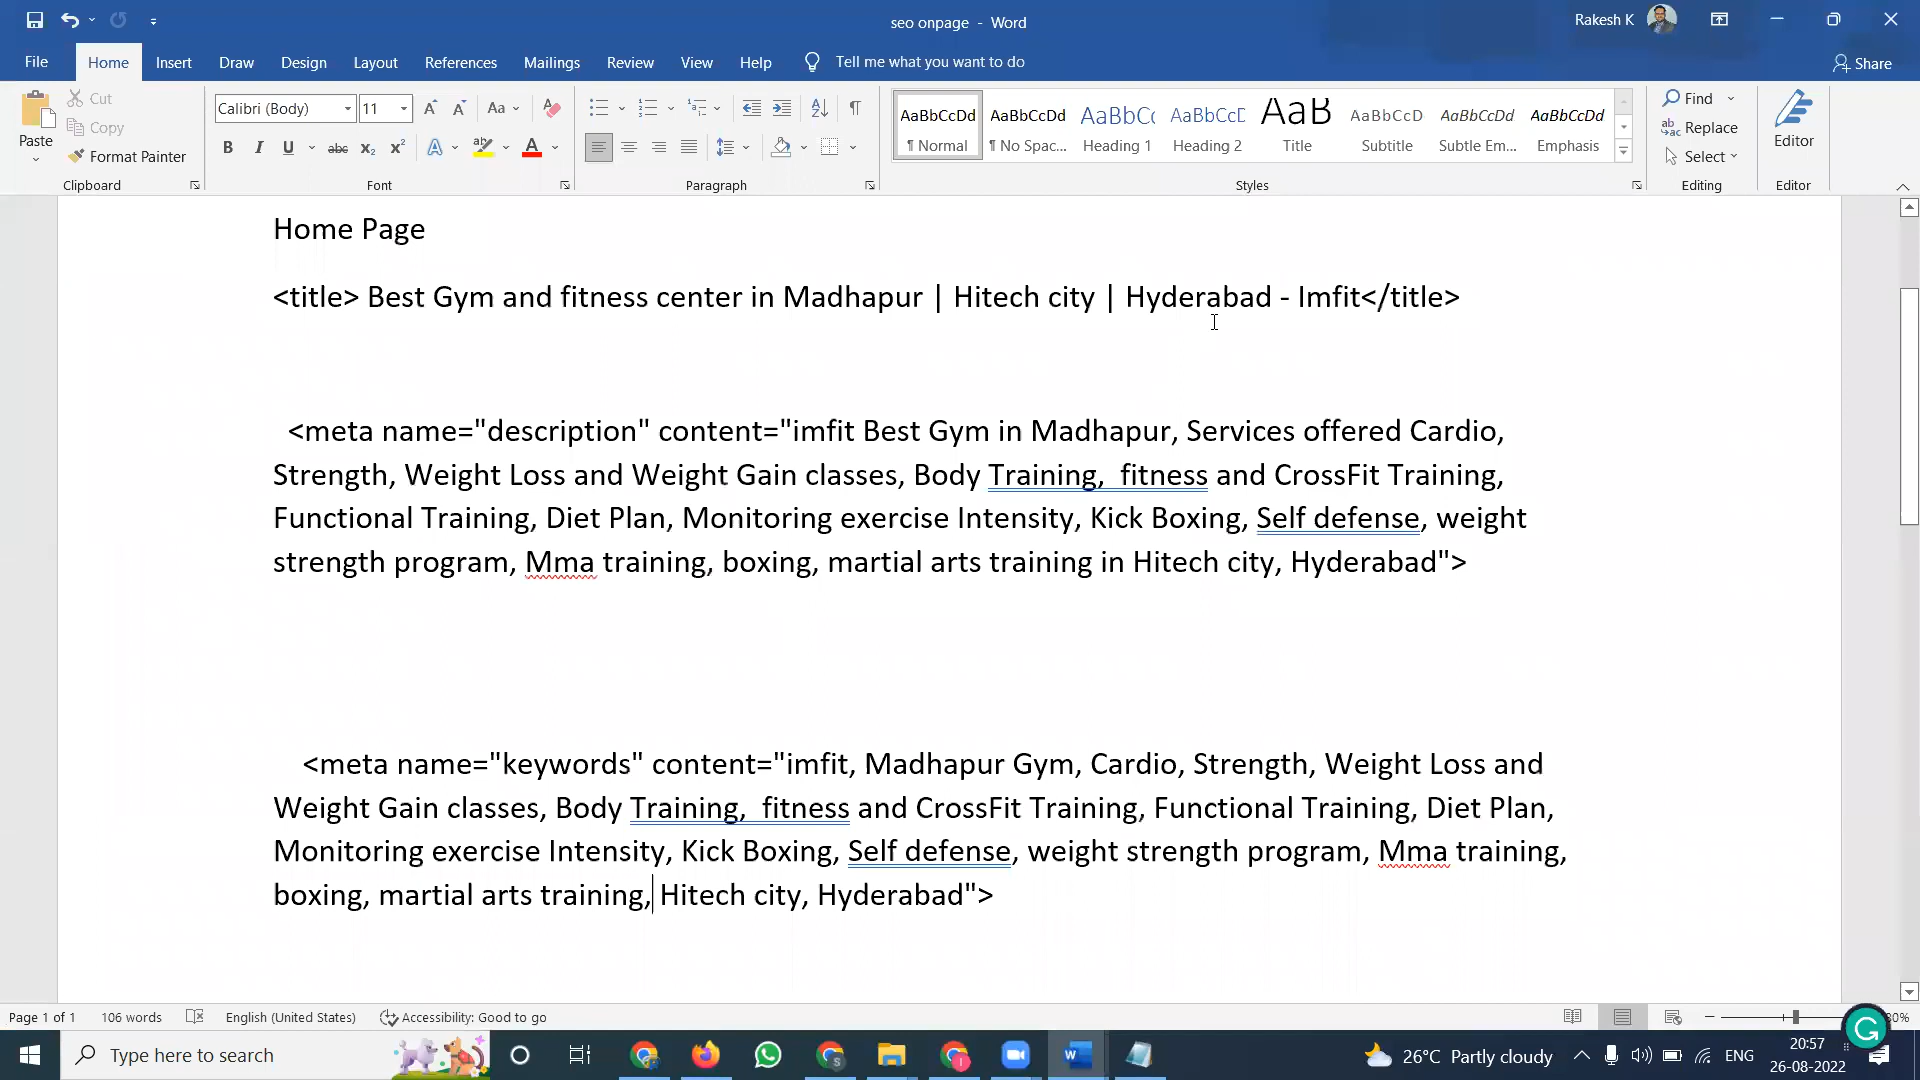 seo onpage - Word
Rakesh K
File Home Insert Draw Design Layout References Mailings Review View Help Tell me what you want to do Share
Paste Cut Copy Format Painter Clipboard
Calibri (Body) 11 Aa
B I U abc x₂ x² A A
Font
Paragraph
AaBbCcDd AaBbCcDd AaBbCc AaBbCcD AaB AaBbCcD AaBbCcDd AaBbCcDd
¶ Normal ¶ No Spac... Heading 1 Heading 2 Title Subtitle Subtle Em... Emphasis
Styles
Find Replace Select Editing
Editor
Editor
Home Page
<title> Best Gym and fitness center in Madhapur | Hitech city | Hyderabad - Imfit</title>
<meta name="description" content="imfit Best Gym in Madhapur, Services offered Cardio,
Strength, Weight Loss and Weight Gain classes, Body Training,  fitness and CrossFit Training,
Functional Training, Diet Plan, Monitoring exercise Intensity, Kick Boxing, Self defense, weight
strength program, Mma training, boxing, martial arts training in Hitech city, Hyderabad">
<meta name="keywords" content="imfit, Madhapur Gym, Cardio, Strength, Weight Loss and
Weight Gain classes, Body Training,  fitness and CrossFit Training, Functional Training, Diet Plan,
Monitoring exercise Intensity, Kick Boxing, Self defense, weight strength program, Mma training,
boxing, martial arts training, Hitech city, Hyderabad">
Page 1 of 1 106 words English (United States) Accessibility: Good to go
Type here to search
26°C Partly cloudy ENG
20:57
26-08-2022